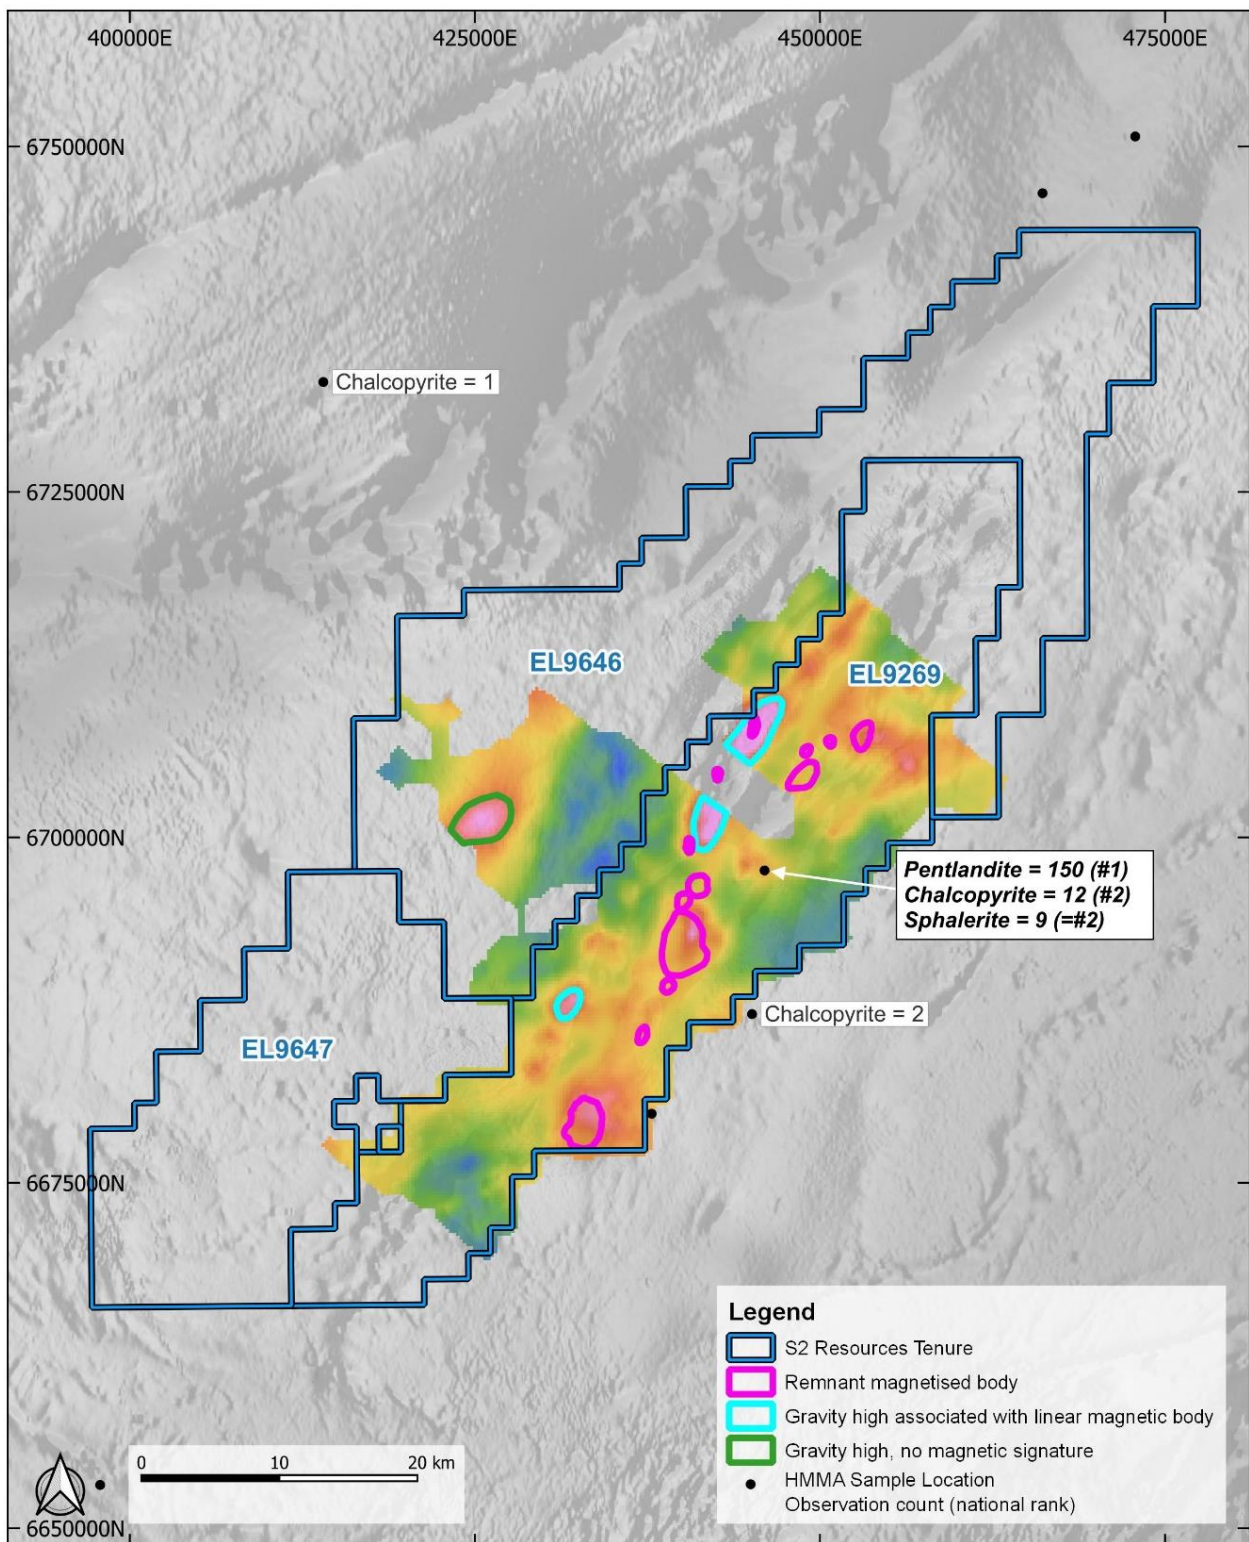 400000E
425000E
450000E
475000E
6750000N
Chalcopyrite = 1
6725000N
EL9646
EL9269
6700000N
Pentlandite = 150 (#1)
Chalcopyrite = 12 (#2)
Sphalerite = 9 (=#2)
Chalcopyrite = 2
EL9647
6675000N
Legend
S2 Resources Tenure
Remnant magnetised body
Gravity high associated with linear magnetic body
Gravity high, no magnetic signature
HMMA Sample Location
Observation count (national rank)
0
10
20 km
6650000N